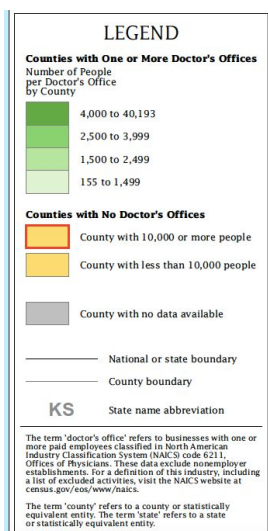 LEGEND
Counties with One or More Doctor's Offices
Number of People
per Doctor's Office
by County
4,000 to 40,193
2,500 to 3,999
1,500 to 2,499
155 to 1,499
Counties with No Doctor's Offices
County with 10,000 or more people
County with less than 10,000 people
County with no data available
National or state boundary
County boundary
KS State name abbreviation
The term 'doctor's office' refers to businesses with one or
more paid employees classified in North American
Industry Classification System (NAICS) code 6211,
Offices of Physicians. These data exclude nonemployer
establishments. For a definition of this industry, including
a list of excluded activities, visit the NAICS website at
census.gov/eos/www/naics.
The term 'county' refers to a county or statistically
equivalent entity. The term 'state' refers to a state
or statistically equivalent entity.